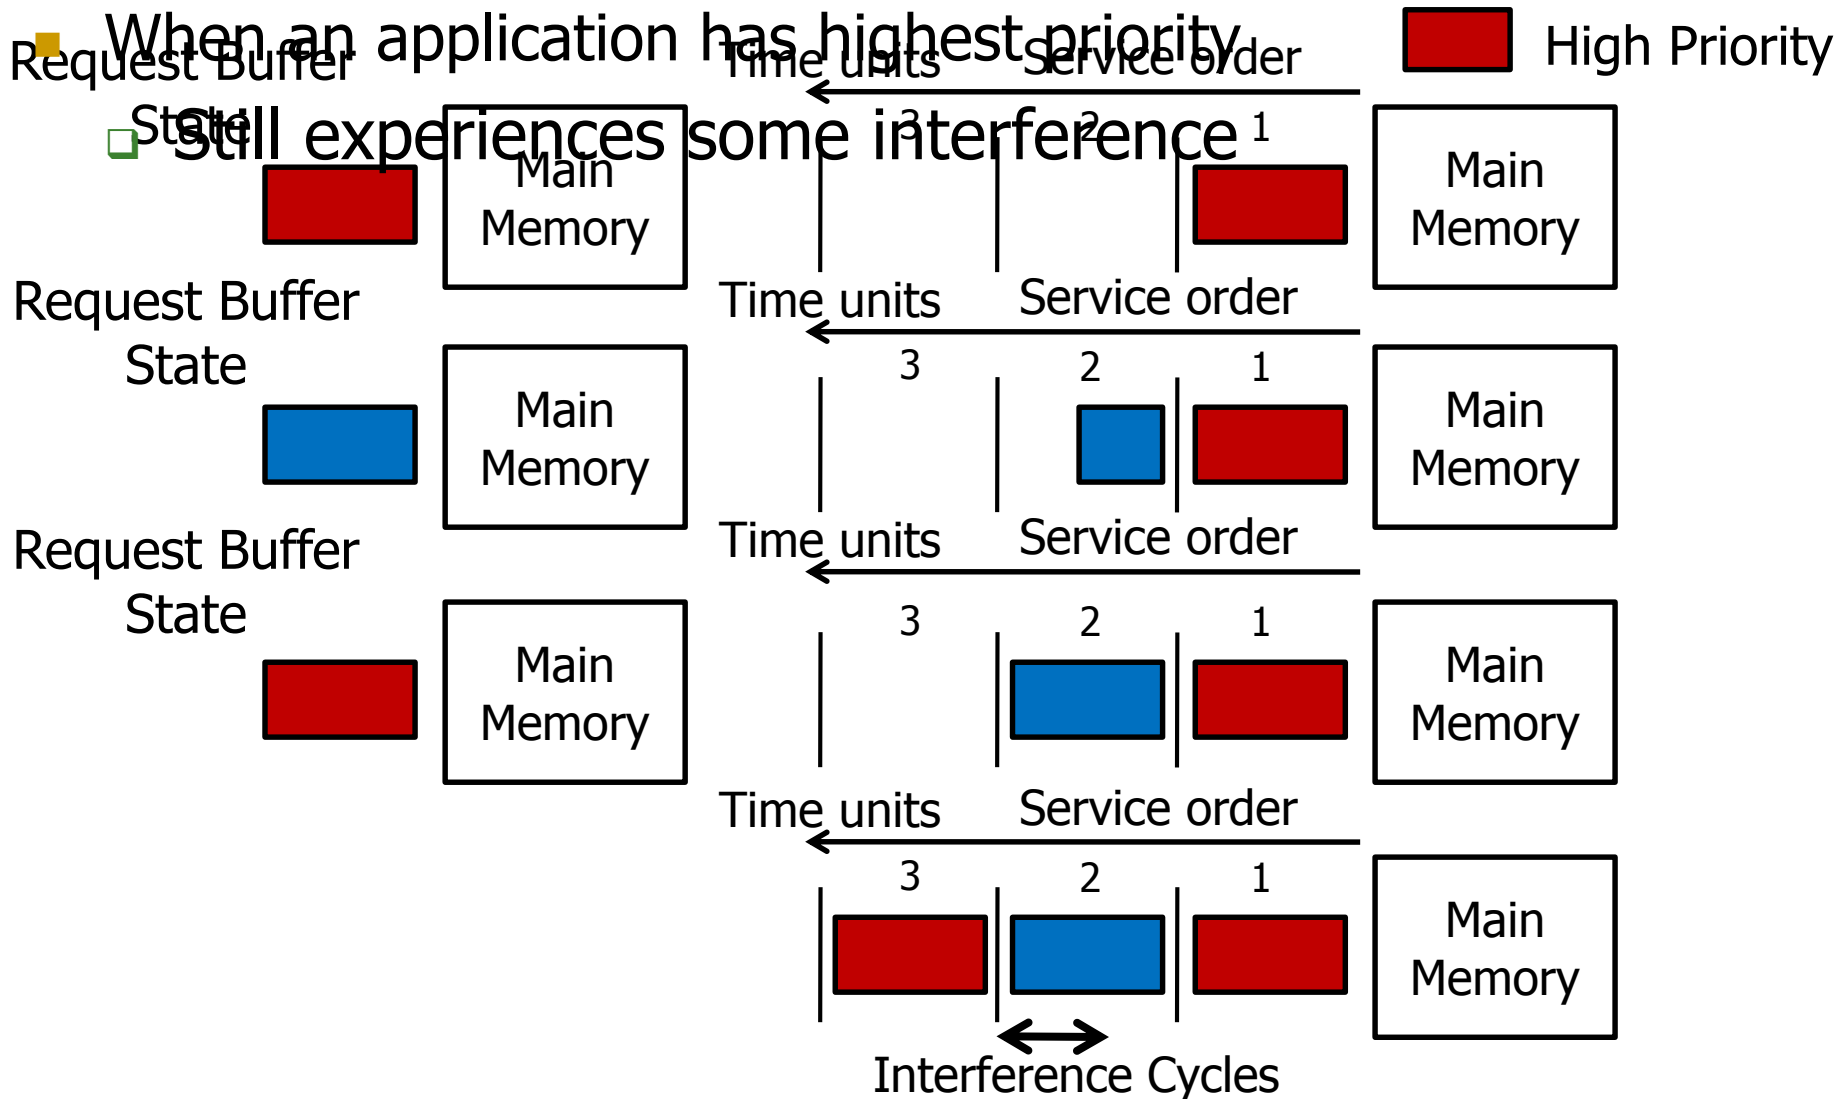 When an application has highest priority
Still experiences some interference
High Priority
Request Buffer
State
Main
Memory
Time units
Service order
3
2
1
Main
Memory
Request Buffer
State
Main
Memory
Time units
Service order
3
2
1
Main
Memory
Request Buffer
State
Main
Memory
Time units
Service order
3
2
1
Main
Memory
Time units
Service order
3
2
1
Main
Memory
Interference Cycles